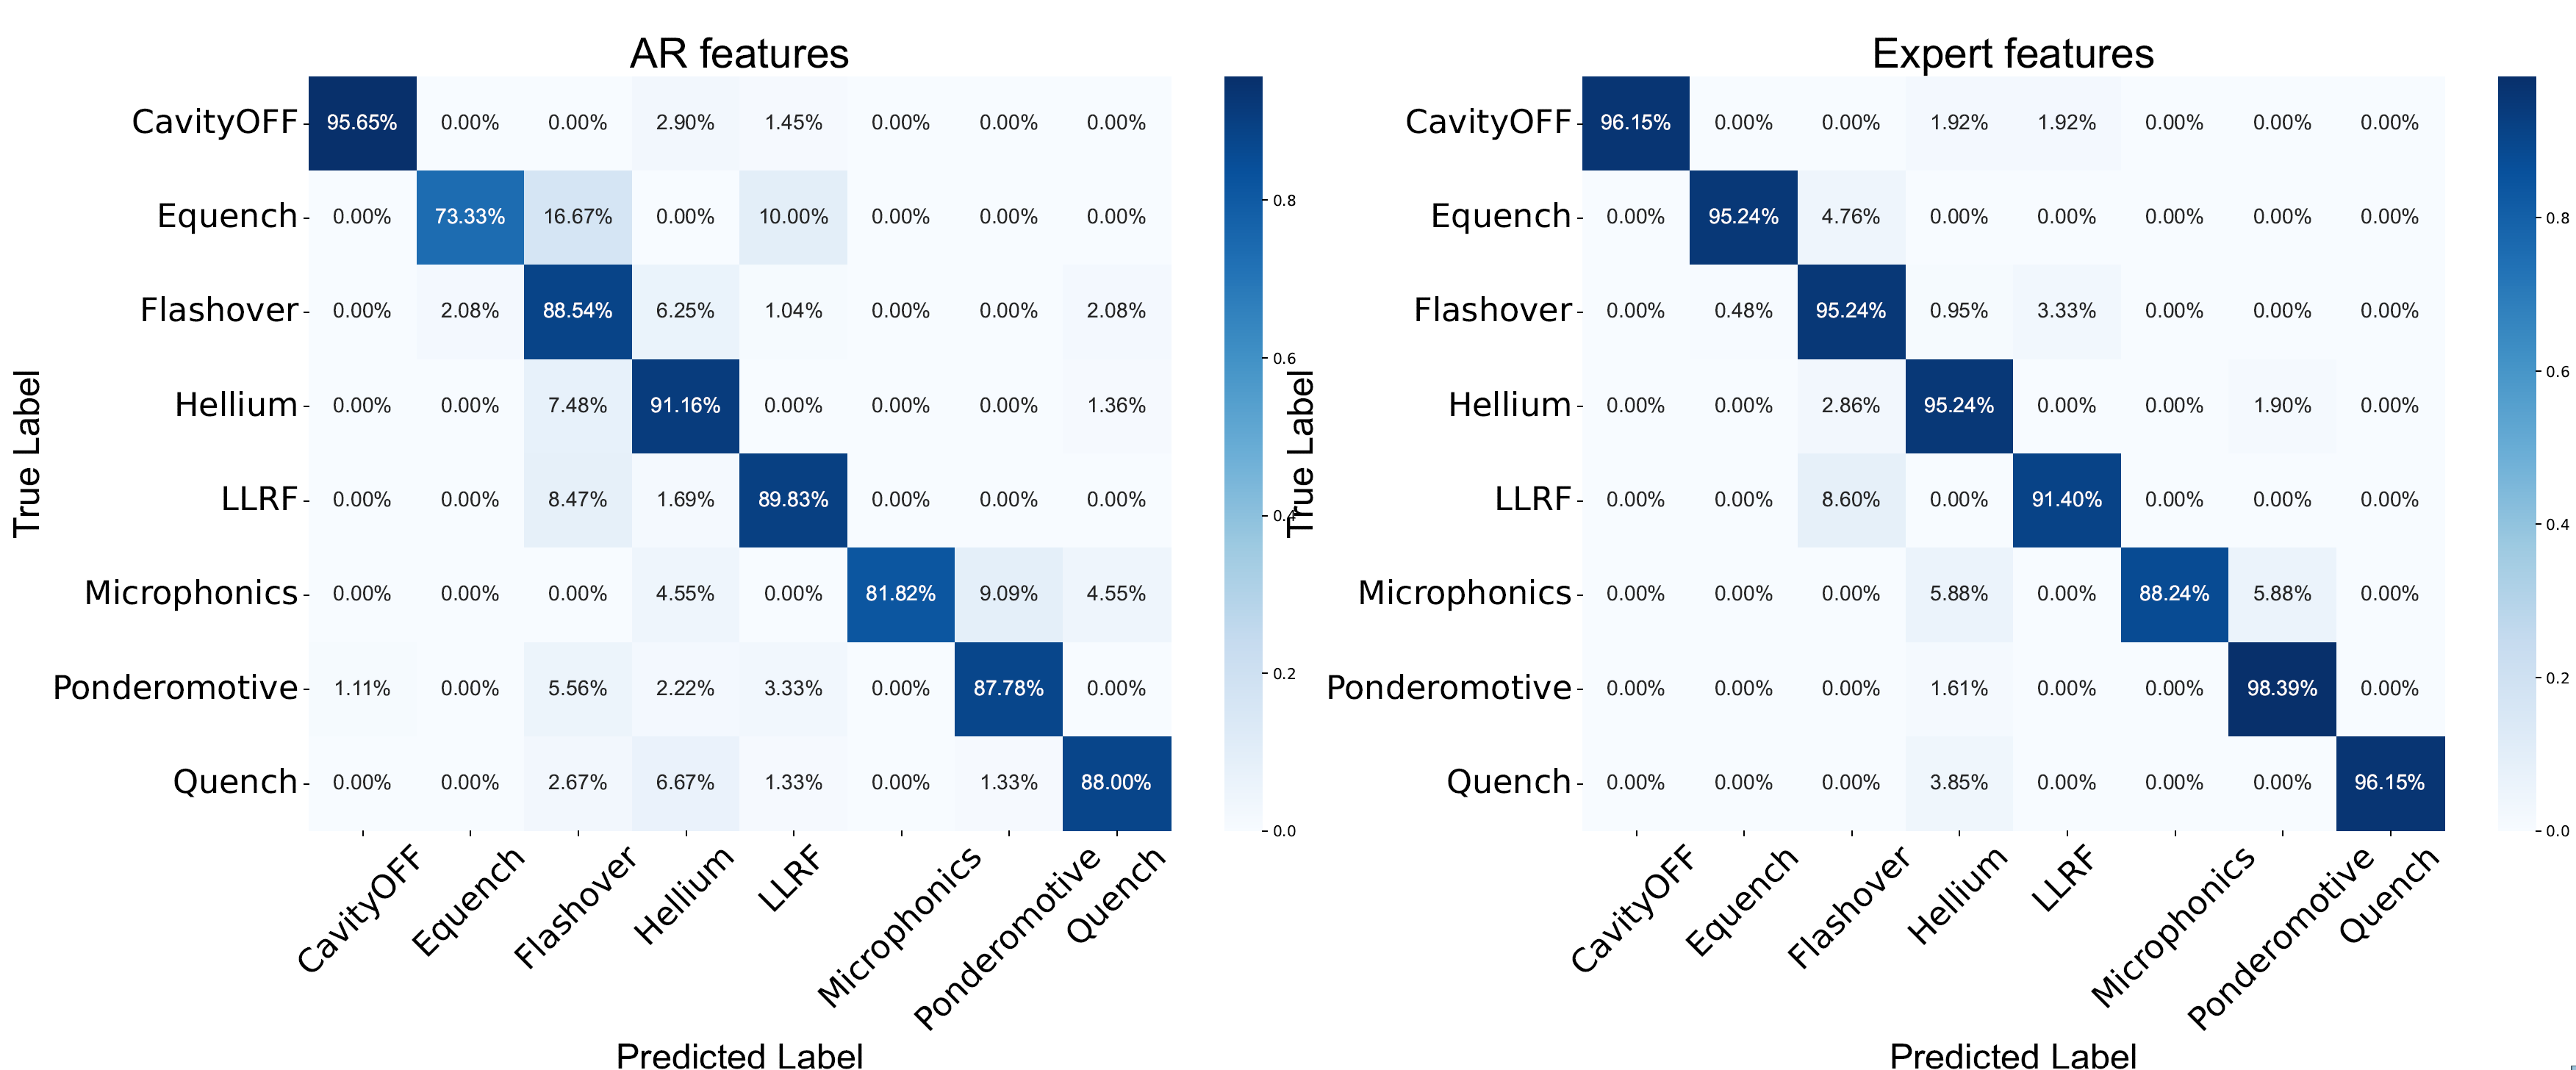 AR features
CavityOFF 95.65% 0.00% 0.00% 2.90% 1.45% 0.00% 0.00% 0.00%
Equench 0.00% 73.33% 16.67% 0.00% 10.00% 0.00% 0.00% 0.00%
Flashover 0.00% 2.08% 88.54% 6.25% 1.04% 0.00% 0.00% 2.08%
Hellium 0.00% 0.00% 7.48% 91.16% 0.00% 0.00% 0.00% 1.36%
LLRF 0.00% 0.00% 8.47% 1.69% 89.83% 0.00% 0.00% 0.00%
Microphonics 0.00% 0.00% 0.00% 4.55% 0.00% 81.82% 9.09% 4.55%
Ponderomotive 1.11% 0.00% 5.56% 2.22% 3.33% 0.00% 87.78% 0.00%
Quench 0.00% 0.00% 2.67% 6.67% 1.33% 0.00% 1.33% 88.00%
True Label
CavityOFF Equench Flashover Hellium LLRF Microphonics Ponderomotive Quench
Predicted Label
0.8
0.6
0.4
0.2
0.0
Expert features
CavityOFF 96.15% 0.00% 0.00% 1.92% 1.92% 0.00% 0.00% 0.00%
Equench 0.00% 95.24% 4.76% 0.00% 0.00% 0.00% 0.00% 0.00%
Flashover 0.00% 0.48% 95.24% 0.95% 3.33% 0.00% 0.00% 0.00%
Hellium 0.00% 0.00% 2.86% 95.24% 0.00% 0.00% 1.90% 0.00%
LLRF 0.00% 0.00% 8.60% 0.00% 91.40% 0.00% 0.00% 0.00%
Microphonics 0.00% 0.00% 0.00% 5.88% 0.00% 88.24% 5.88% 0.00%
Ponderomotive 0.00% 0.00% 0.00% 1.61% 0.00% 0.00% 98.39% 0.00%
Quench 0.00% 0.00% 0.00% 3.85% 0.00% 0.00% 0.00% 96.15%
True Label
CavityOFF Equench Flashover Hellium LLRF Microphonics Ponderomotive Quench
Predicted Label
0.8
0.6
0.4
0.2
0.0